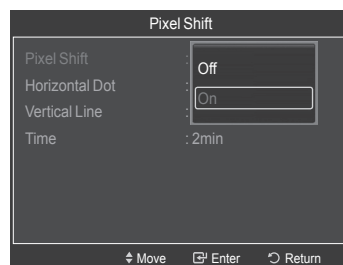 Pixel Shift
Pixel Shift :
Off
Horizontal Dot :
On
Vertical Line :
Time : 2min
Move Enter Return